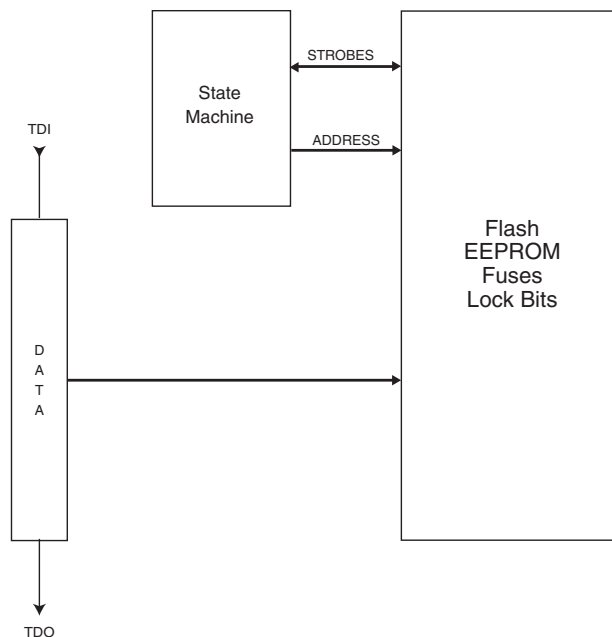 STROBES
State
Machine
TDI
ADDRESS
Flash
EEPROM
Fuses
Lock Bits
D
A
T
A
TDO